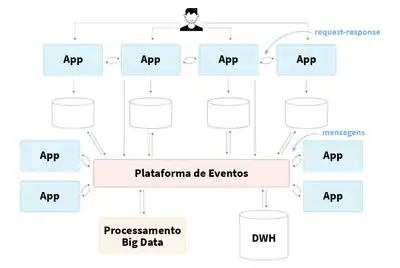 request-response
App
App
App
App
mensagens
App
App
Plataforma de Eventos
App
App
Processamento
Big Data
DWH